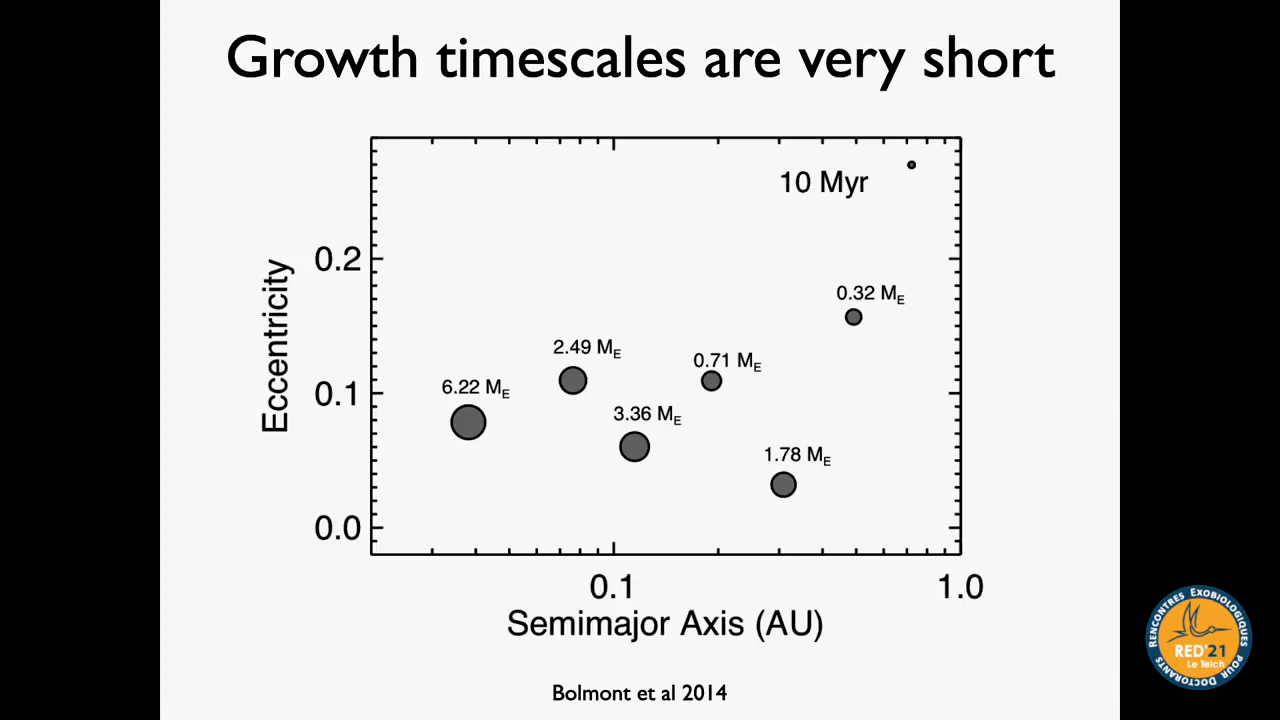 Growth timescales are very short
10 Myr
0.2
0.1
0.0
Eccentricity
0.32 ME
2.49 ME
0.71 ME
6.22 ME
3.36 ME
1.78 ME
0.1
1.0
Semimajor Axis (AU)
Bolmont et al 2014
RENCONTRES EXOBIOLOGIQUES POUR DOCTORANTS
RED'21
Le Teich